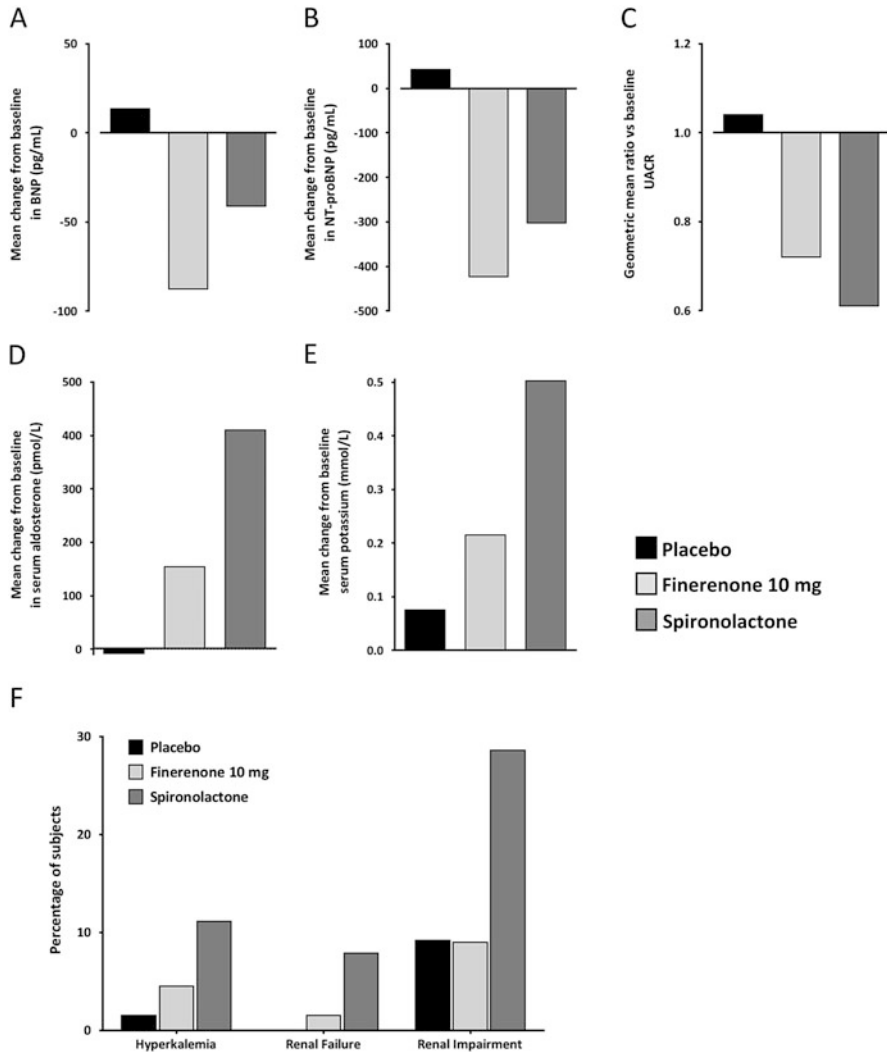 A
B
C
Mean change from baseline
in BNP (pg/mL)
50
0
-50
-100
Mean change from baseline
in NT-proBNP (pg/mL)
100
0
-100
-200
-300
-400
-500
Geometric mean ratio vs baseline
UACR
1.2
1.0
0.8
0.6
D
E
Mean change from baseline
in serum aldosterone (pmol/L)
500
400
300
200
100
0
Mean change from baseline
serum potassium (mmol/L)
0.5
0.4
0.3
0.2
0.1
0.0
Placebo
Finerenone 10 mg
Spironolactone
F
Percentage of subjects
30
20
10
0
Placebo
Finerenone 10 mg
Spironolactone
Hyperkalemia
Renal Failure
Renal Impairment